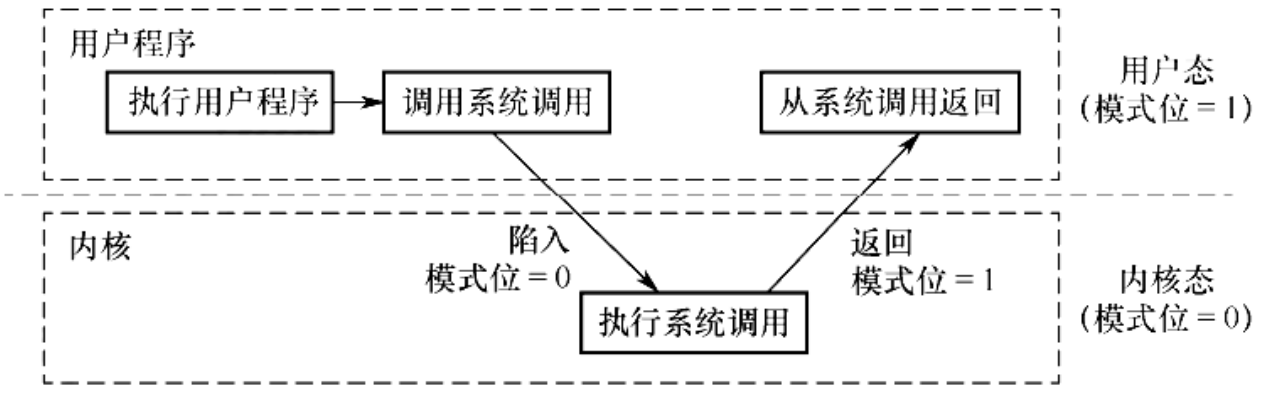 用户程序
执行用户程序
调用系统调用
从系统调用返回
用户态
(模式位=1)
内核
陷入
模式位=0
返回
模式位=1
执行系统调用
内核态
(模式位=0)